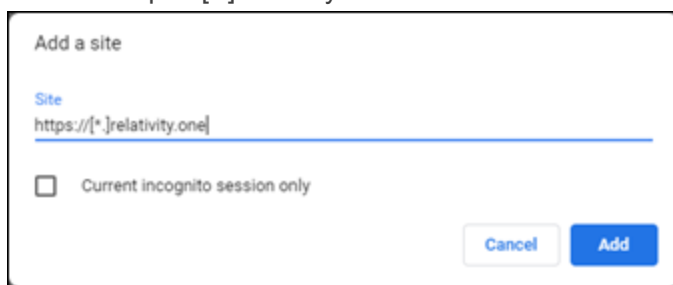 Add a site
Site
https://[*.]relativity.one
Current incognito session only
Cancel
Add